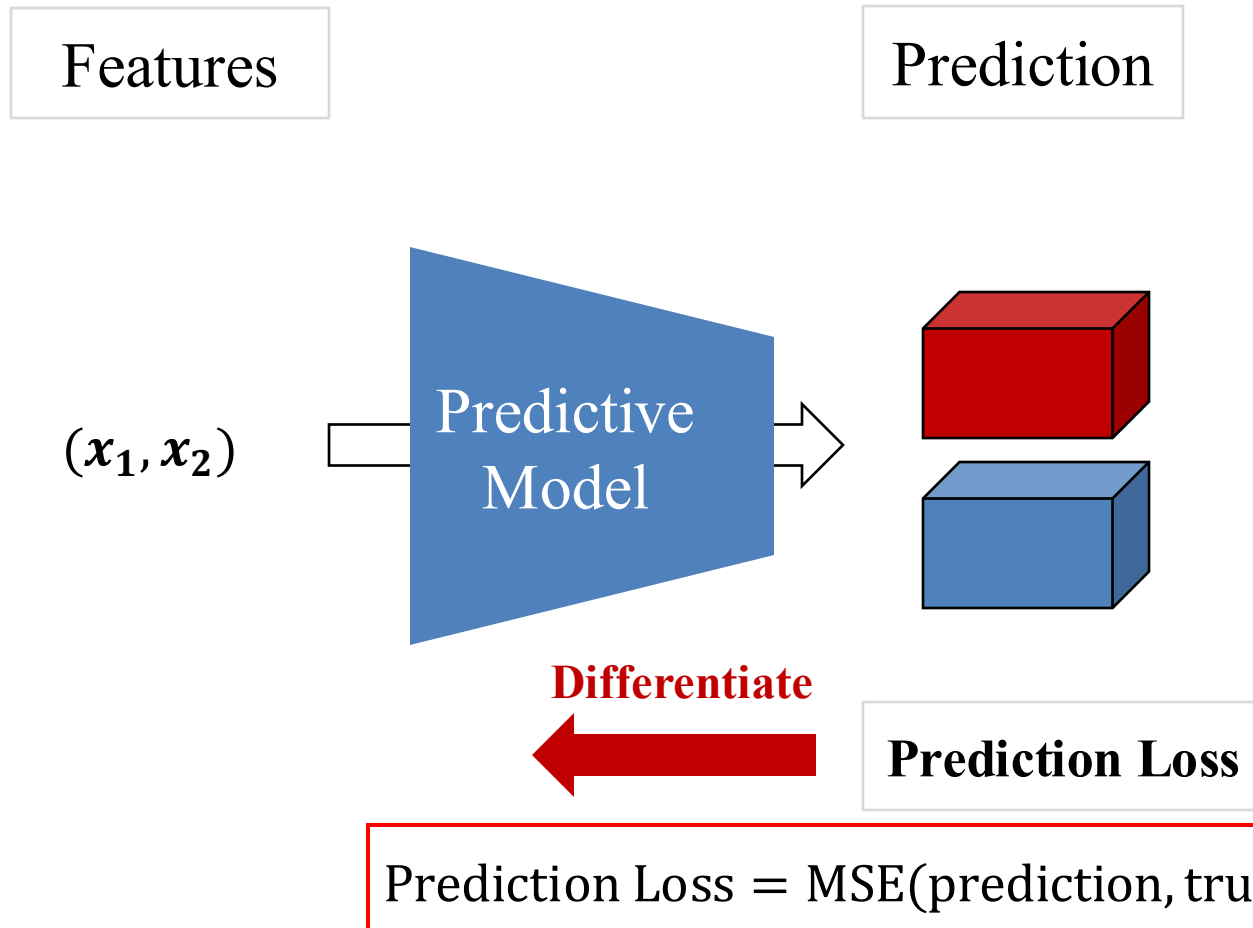 Features
Prediction
Predictive
Model
(x₁, x₂)
Differentiate
Prediction Loss
Prediction Loss = MSE(prediction, tru